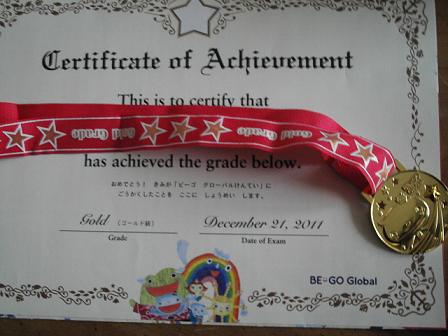 Certificate of Achievement
This is to certify that
Gold Grade
Gold Grade
Gold Grade
has achieved the grade below.
おめでとう! きみが「ビーゴ グローバルけんてい」に
ごうかくしたことを ここに しょうめい します。
Gold (ゴールド級) December 21, 2011
Grade Date of Exam
BE-GO Global